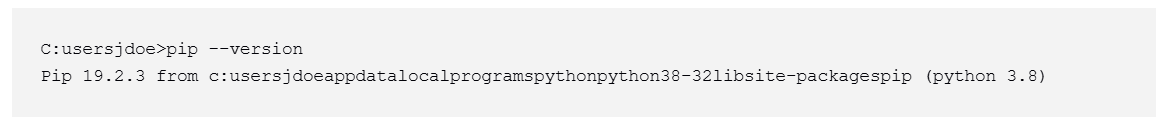 C:usersjdoe>pip --version
Pip 19.2.3 from c:usersjdoeappdatalocalprogramspythonpython38-32libsite-packagespip (python 3.8)